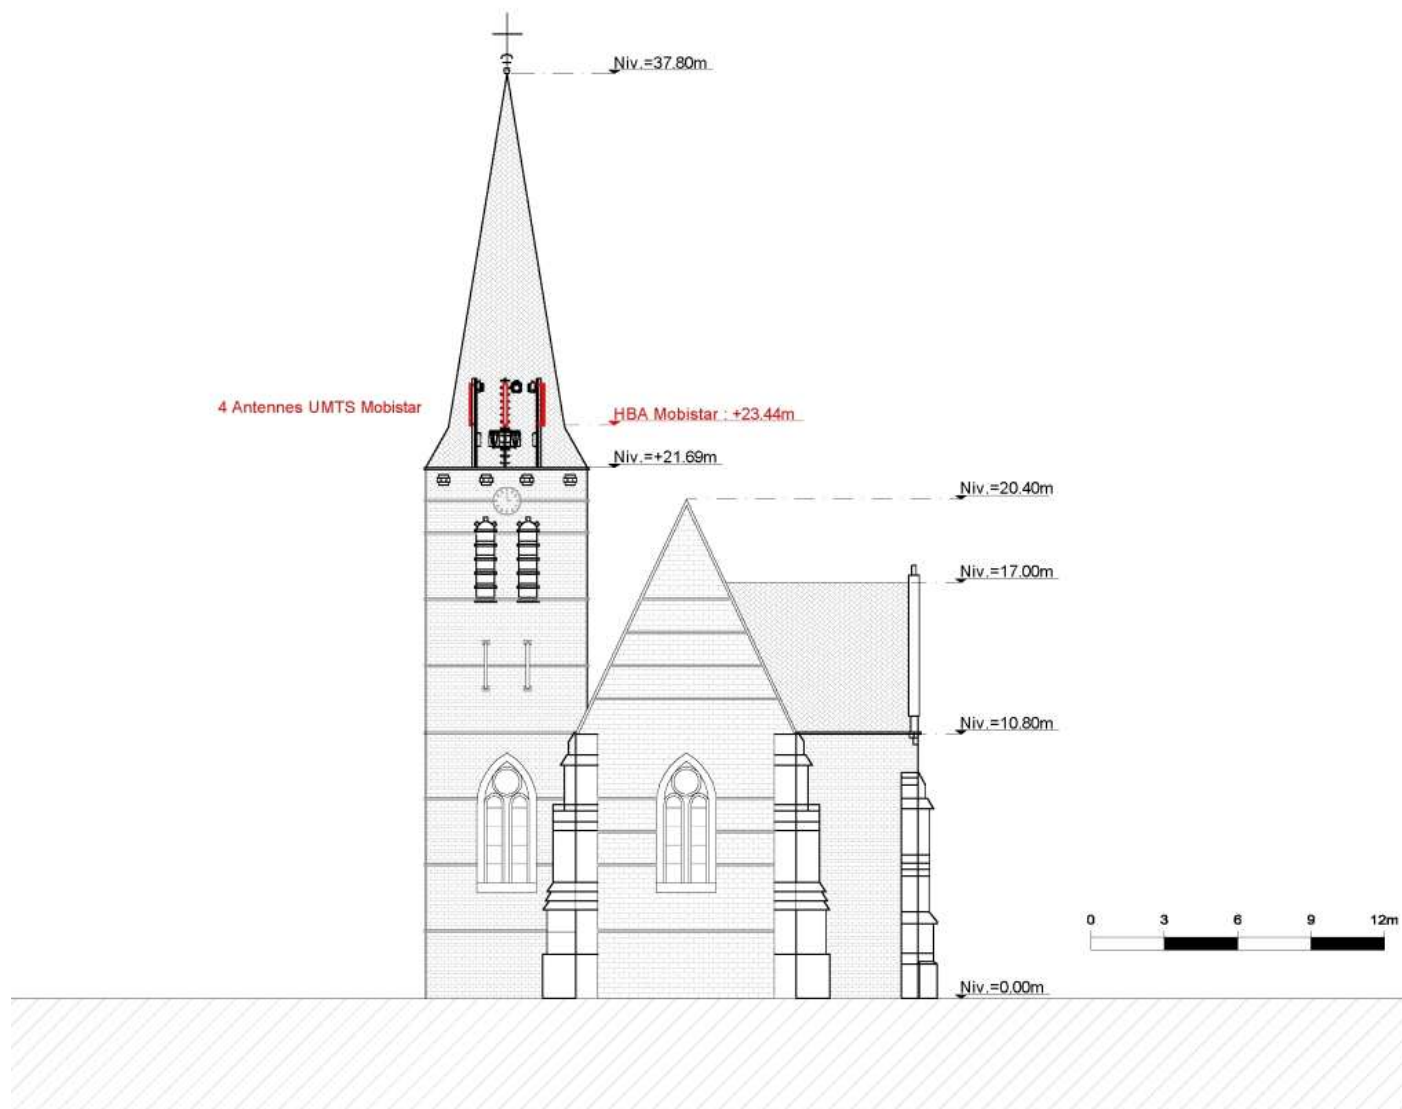 Niv.=37.80m
4 Antennes UMTS Mobistar
HBA Mobistar : +23.44m
Niv.=+21.69m
Niv.=20.40m
Niv.=17.00m
Niv.=10.80m
0 3 6 9 12m
Niv.=0.00m